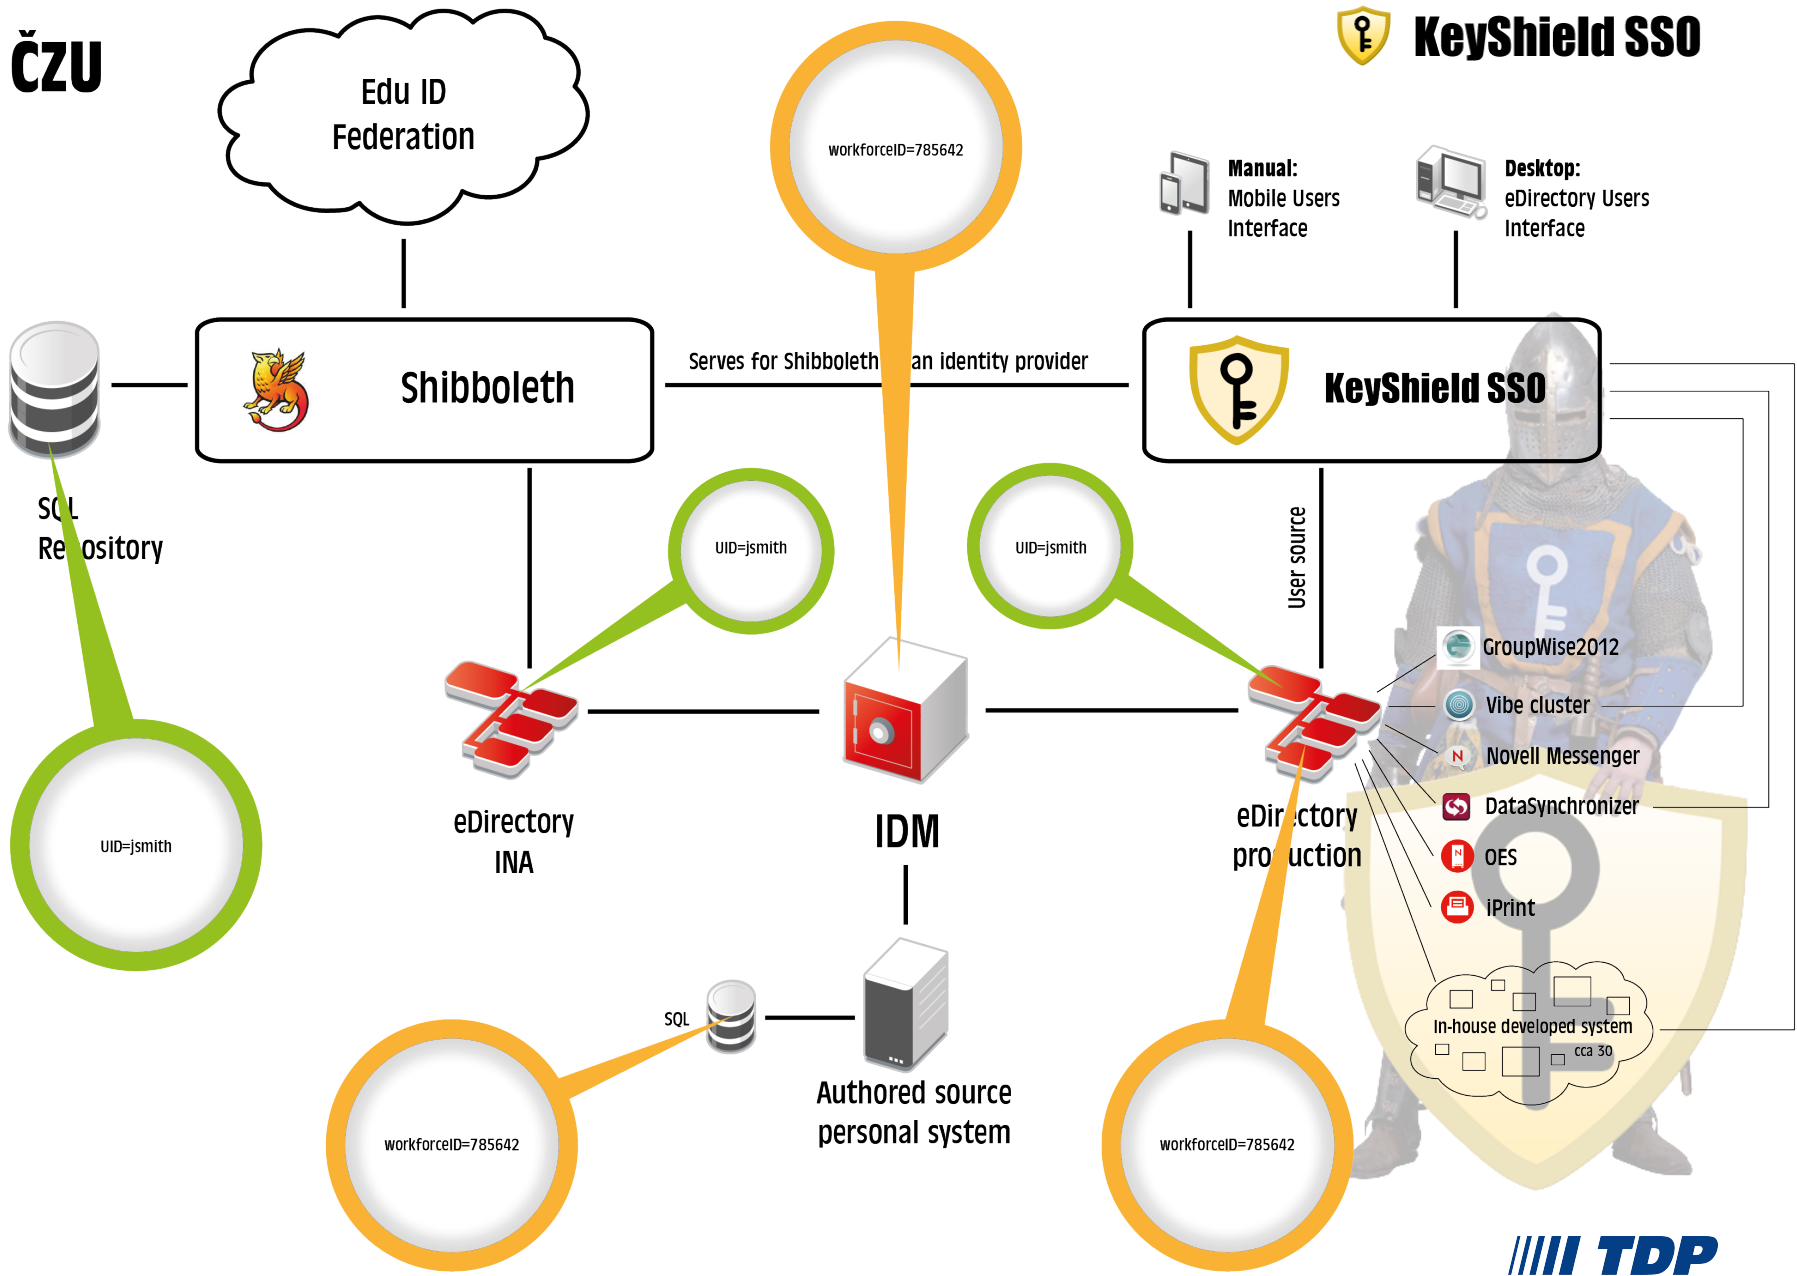 ČZU
KeyShield SSO
Edu ID
Federation
workforceID=785642
Manual:
Mobile Users
Interface
Desktop:
eDirectory Users
Interface
Shibboleth
Serves for Shibboleth an identity provider
KeyShield SSO
SQL
Repository
UID=jsmith
UID=jsmith
User source
GroupWise2012
Vibe cluster
Novell Messenger
DataSynchronizer
OES
iPrint
eDirectory
INA
IDM
eDirectory
production
UID=jsmith
SQL
In-house developed system
cca 30
Authored source
personal system
workforceID=785642
workforceID=785642
TDP